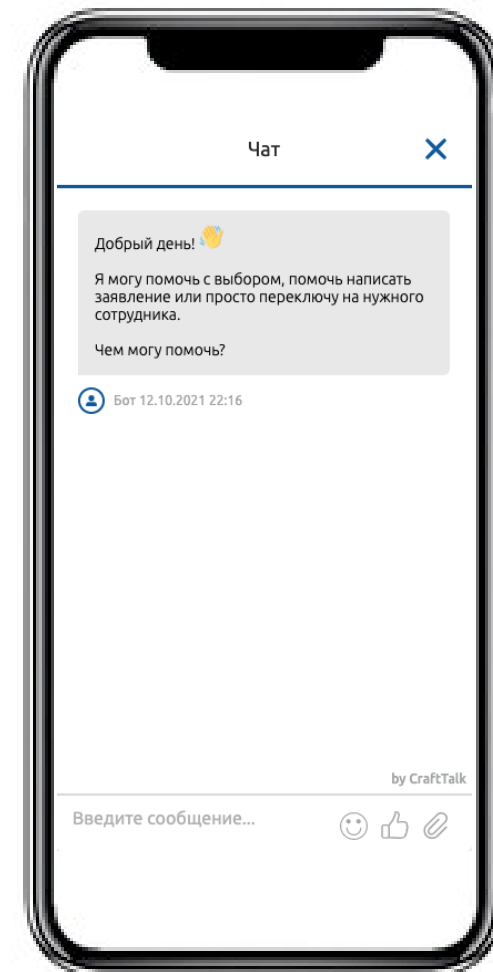 Чат
Добрый день! 👋
Я могу помочь с выбором, помочь написать
заявление или просто переключу на нужного
сотрудника.
Чем могу помочь?
Бот 12.10.2021 22:16
by CraftTalk
Введите сообщение...